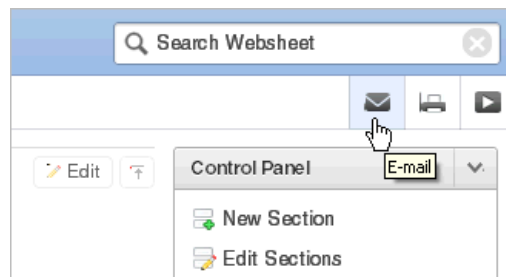 Search Websheet
Edit
Control Panel
E-mail
New Section
Edit Sections